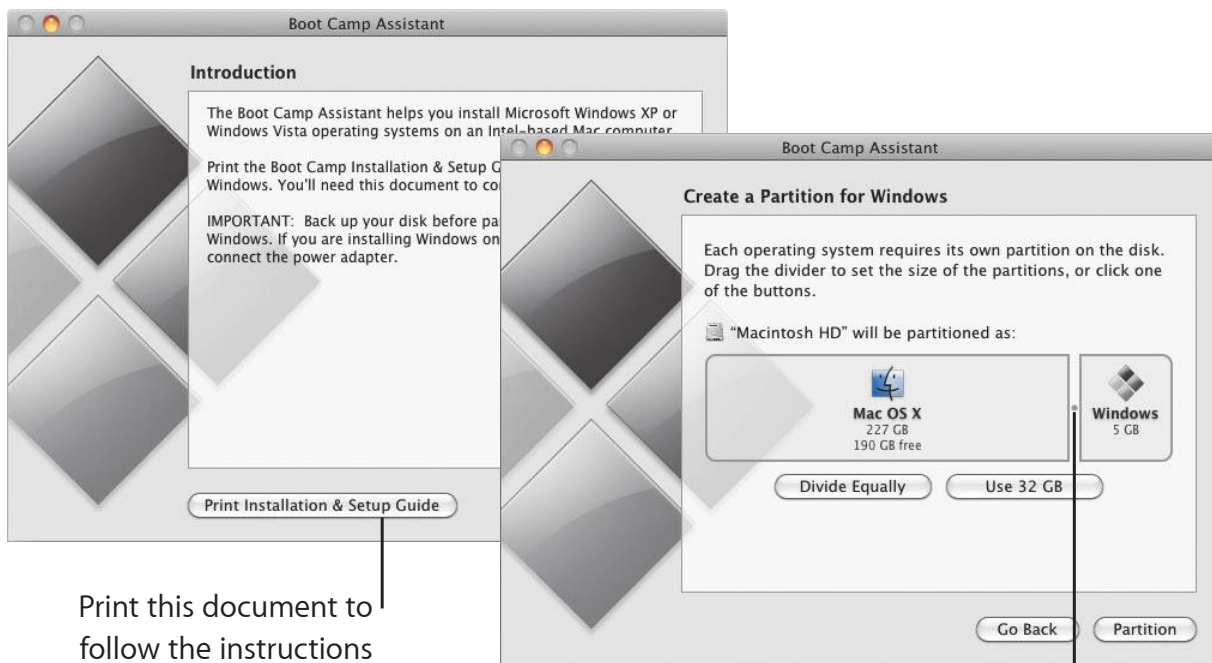 Boot Camp Assistant
Introduction
The Boot Camp Assistant helps you install Microsoft Windows XP or
Windows Vista operating systems on an Intel-based Mac computer.
Print the Boot Camp Installation & Setup G
Windows. You'll need this document to co
IMPORTANT: Back up your disk before pa
Windows. If you are installing Windows on
connect the power adapter.
Print Installation & Setup Guide
Print this document to
follow the instructions
Boot Camp Assistant
Create a Partition for Windows
Each operating system requires its own partition on the disk.
Drag the divider to set the size of the partitions, or click one
of the buttons.
“Macintosh HD” will be partitioned as:
Mac OS X
227 GB
190 GB free
Windows
5 GB
Divide Equally
Use 32 GB
Go Back
Partition